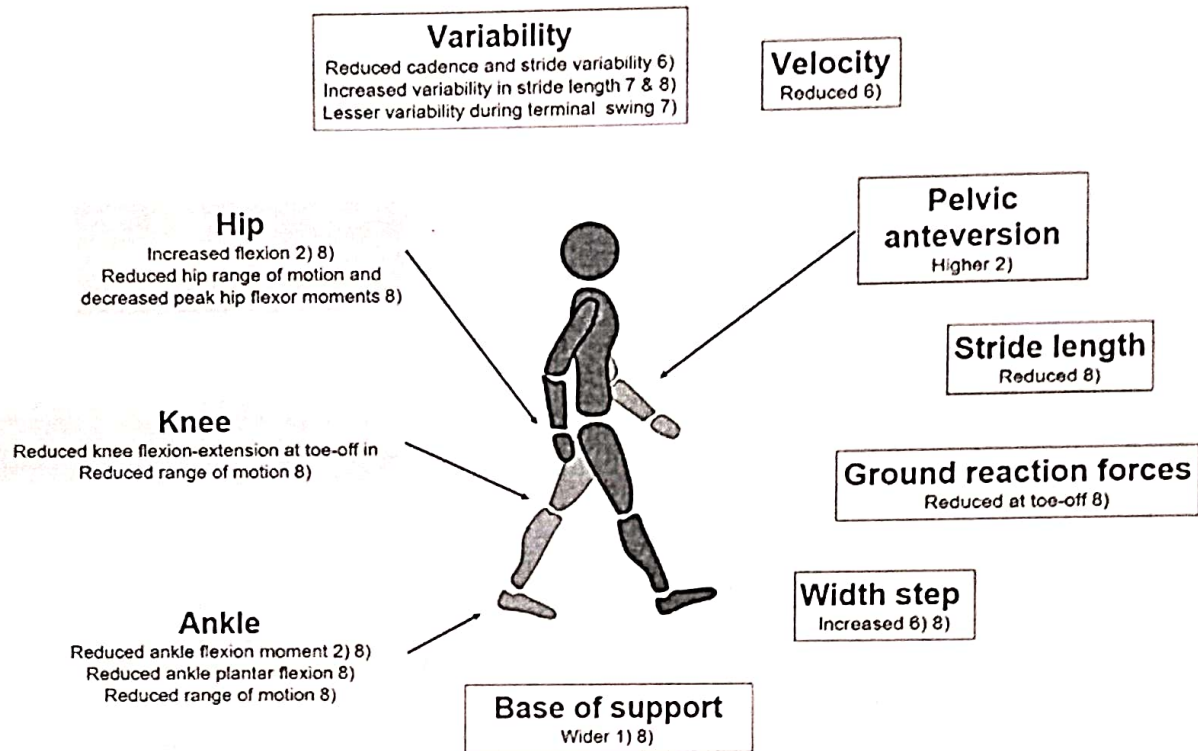 Variability
Reduced cadence and stride variability 6)
Increased variability in stride length 7 & 8)
Lesser variability during terminal swing 7)
Velocity
Reduced 6)
Hip
Increased flexion 2) 8)
Reduced hip range of motion and
decreased peak hip flexor moments 8)
Pelvic
anteversion
Higher 2)
Stride length
Reduced 8)
Knee
Reduced knee flexion-extension at toe-off in
Reduced range of motion 8)
Ground reaction forces
Reduced at toe-off 8)
Width step
Increased 6) 8)
Ankle
Reduced ankle flexion moment 2) 8)
Reduced ankle plantar flexion 8)
Reduced range of motion 8)
Base of support
Wider 1) 8)